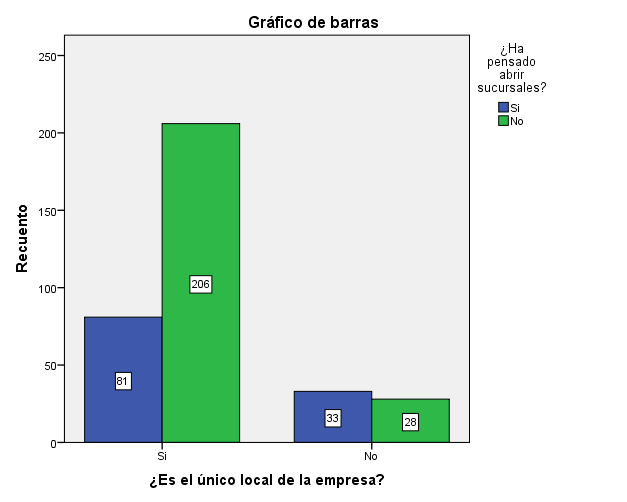 Gráfico de barras
¿Ha
pensado
abrir
sucursales?
Si
No
Recuento
250
200
150
100
50
0
81
206
33
28
Si
No
¿Es el único local de la empresa?